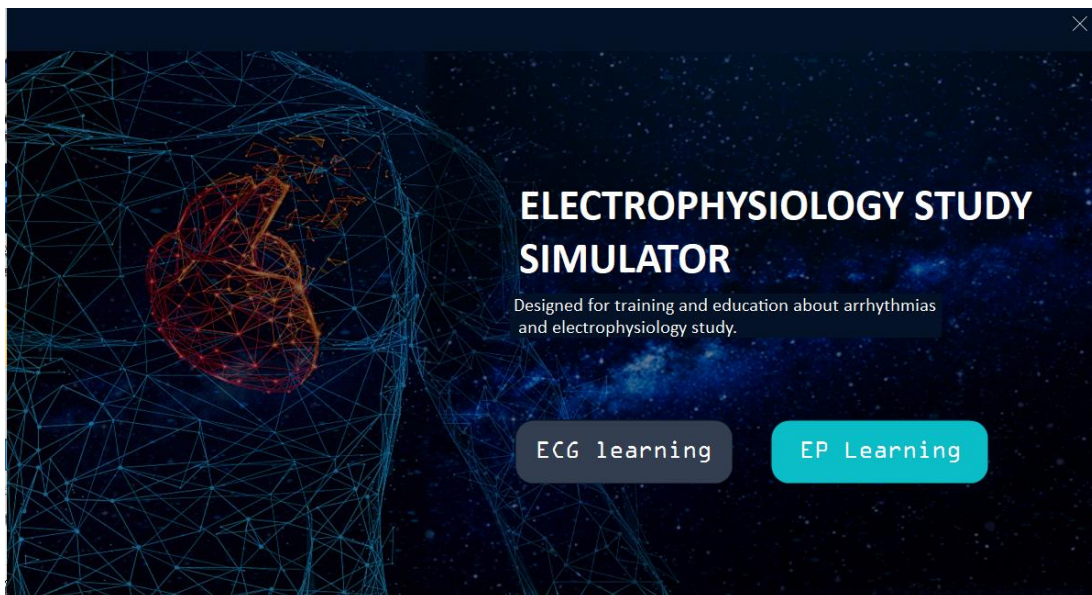 ELECTROPHYSIOLOGY STUDY
SIMULATOR
Designed for training and education about arrhythmias
and electrophysiology study.
ECG learning
EP Learning